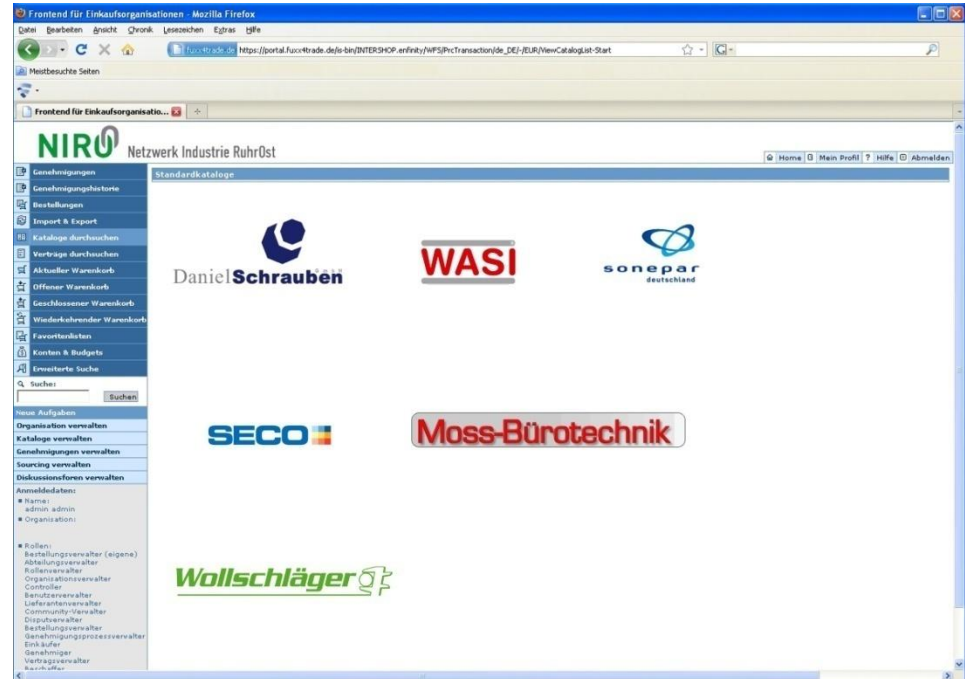 Frontend für Einkaufsorganisationen - Mozilla Firefox
Datei Bearbeiten Ansicht Chronik Lesezeichen Extras Hilfe
fuxx4trade.de https://portal.fuxx4trade.de/is-bin/INTERSHOP.enfinity/WFS/PrcTransaction/de_DE/-/EUR/ViewCatalogList-Start
Meistbesuchte Seiten
Frontend für Einkaufsorganisatio...
NIRO Netzwerk Industrie RuhrOst
Home Mein Profil ? Hilfe Abmelden
Genehmigungen
Genehmigungshistorie
Bestellungen
Import & Export
Kataloge durchsuchen
Verträge durchsuchen
Aktueller Warenkorb
Offener Warenkorb
Geschlossener Warenkorb
Wiederkehrender Warenkorb
Favoritenlisten
Konten & Budgets
Erweiterte Suche
Suche:
Suchen
Neue Aufgaben
Organisation verwalten
Kataloge verwalten
Genehmigungen verwalten
Sourcing verwalten
Diskussionsforen verwalten
Anmeldedaten:
Name:
admin admin
Organisation:
Rollen:
Bestellungsverwalter (eigene)
Abteilungsverwalter
Rollenverwalter
Organisationsverwalter
Controller
Benutzerverwalter
Lieferantenverwalter
Community-Verwalter
Disputverwalter
Bestellungsverwalter
Genehmigungsprozessverwalter
Einkäufer
Genehmiger
Vertragsverwalter
Beschaffer
Standardkataloge
Daniel Schrauben
WASI
sonepar
deutschland
SECO
Moss-Bürotechnik
Wollschläger